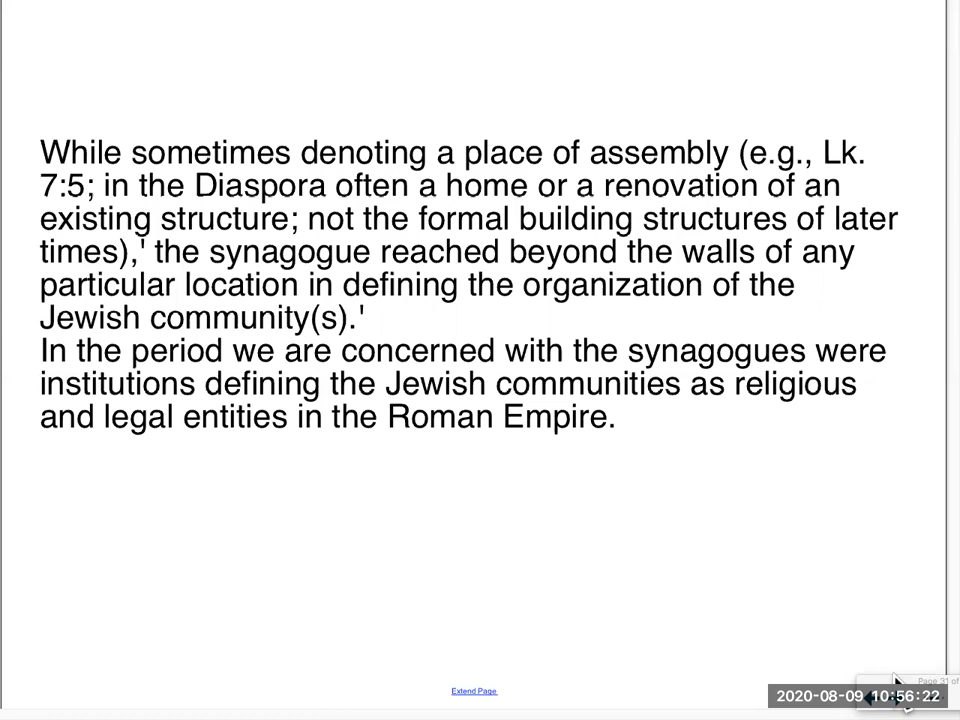 While sometimes denoting a place of assembly (e.g., Lk.
7:5; in the Diaspora often a home or a renovation of an
existing structure; not the formal building structures of later
times),' the synagogue reached beyond the walls of any
particular location in defining the organization of the
Jewish community(s).'
In the period we are concerned with the synagogues were
institutions defining the Jewish communities as religious
and legal entities in the Roman Empire.
Page 31 of
Extend Page
2020-08-09 10:56:22